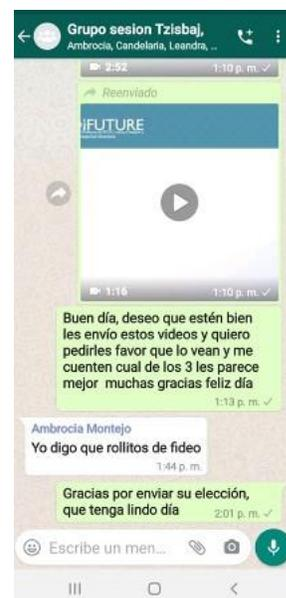 Grupo sesion Tzisbaj,
Ambrocia, Candelaria, Leandra, ...
2:52 1:10 p. m.
Reenviado
iFUTURE
1:16 1:10 p. m.
Buen día, deseo que estén bien
les envío estos videos y quiero
pedirles favor que lo vean y me
cuenten cual de los 3 les parece
mejor muchas gracias feliz día
1:13 p. m.
Ambrocia Montejo
Yo digo que rollitos de fideo
1:44 p. m.
Gracias por enviar su elección,
que tenga lindo día 2:01 p. m.
Escribe un men...